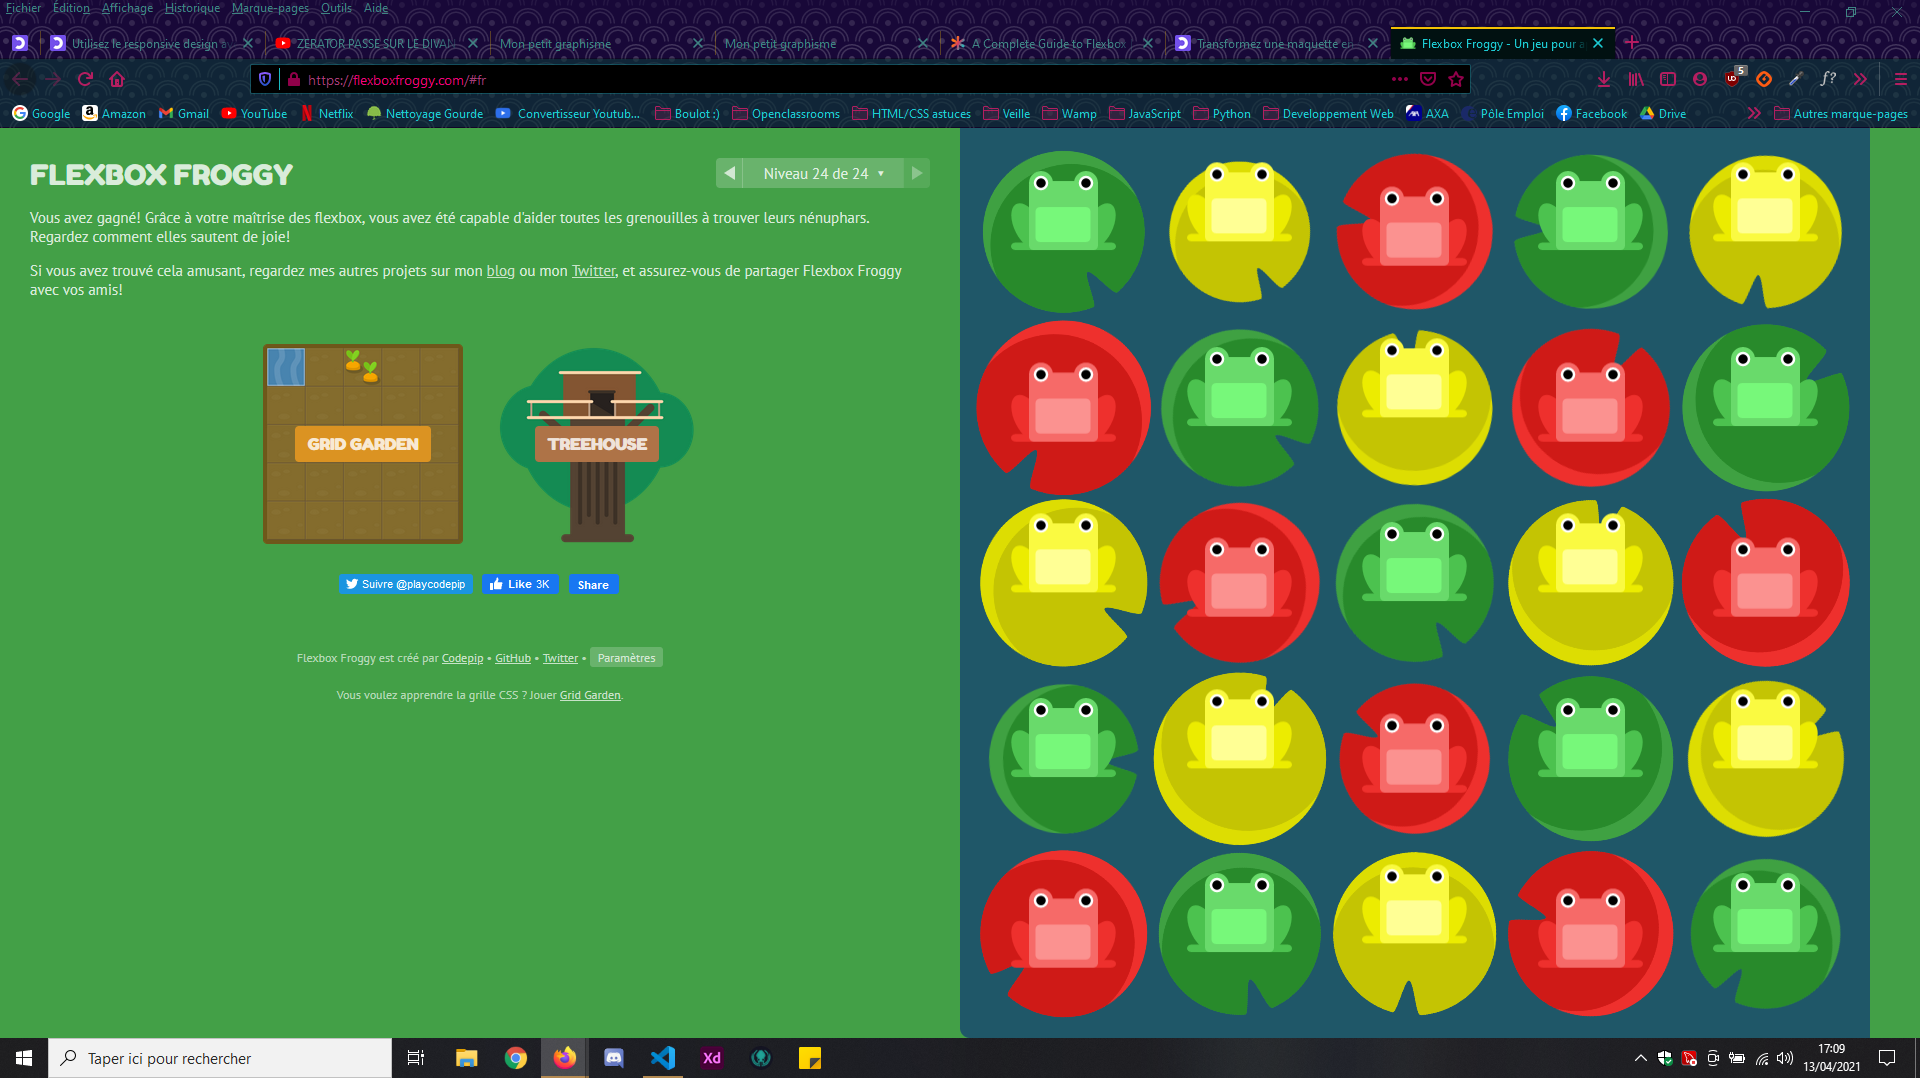 Fichier Édition Affichage Historique Marque-pages Outils Aide
Utilisez le responsive design a
ZERATOR PASSE SUR LE DIVAN
Mon petit graphisme
Mon petit graphisme
A Complete Guide to Flexbox
Transformez une maquette en
Flexbox Froggy - Un jeu pour a
https://flexboxfroggy.com/#fr
5
f?
Google Amazon Gmail YouTube Netflix Nettoyage Gourde Convertisseur Youtub... Boulot :) Openclassrooms HTML/CSS astuces Veille Wamp JavaScript Python Developpement Web AXA Pôle Emploi Facebook Drive Autres marque-pages
FLEXBOX FROGGY
Niveau 24 de 24
Vous avez gagné! Grâce à votre maîtrise des flexbox, vous avez été capable d'aider toutes les grenouilles à trouver leurs nénuphars.
Regardez comment elles sautent de joie!
Si vous avez trouvé cela amusant, regardez mes autres projets sur mon blog ou mon Twitter, et assurez-vous de partager Flexbox Froggy
avec vos amis!
GRID GARDEN
TREEHOUSE
Suivre @playcodepip
Like 3K
Share
Flexbox Froggy est créé par Codepip • GitHub • Twitter • Paramètres
Vous voulez apprendre la grille CSS ? Jouer Grid Garden.
Taper ici pour rechercher
Xd
17:09
13/04/2021